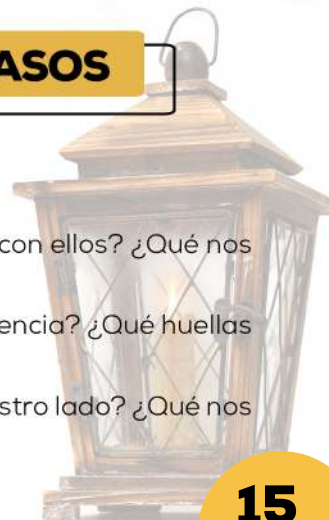 ASOS
con ellos? ¿Qué nos
encia? ¿Qué huellas
stro lado? ¿Qué nos
15